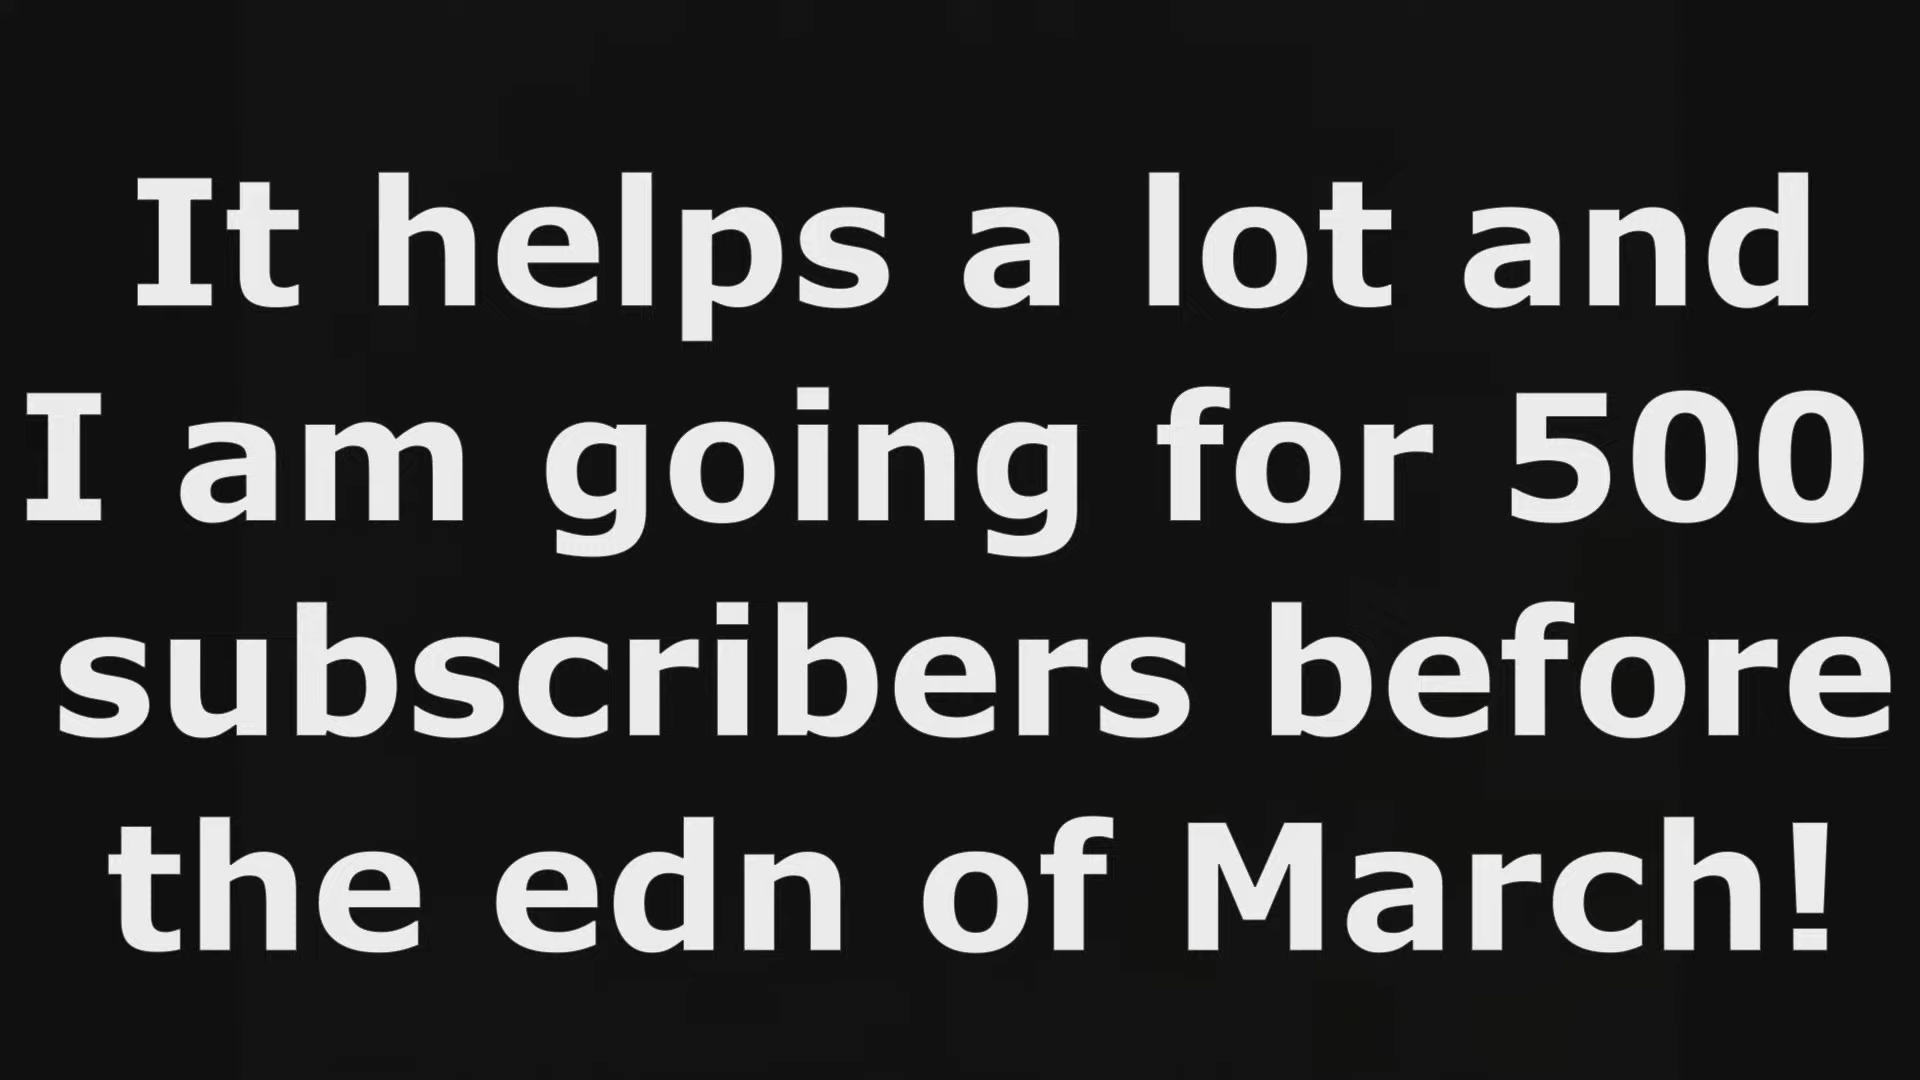 It helps a lot and
I am going for 500
subscribers before
the edn of March!